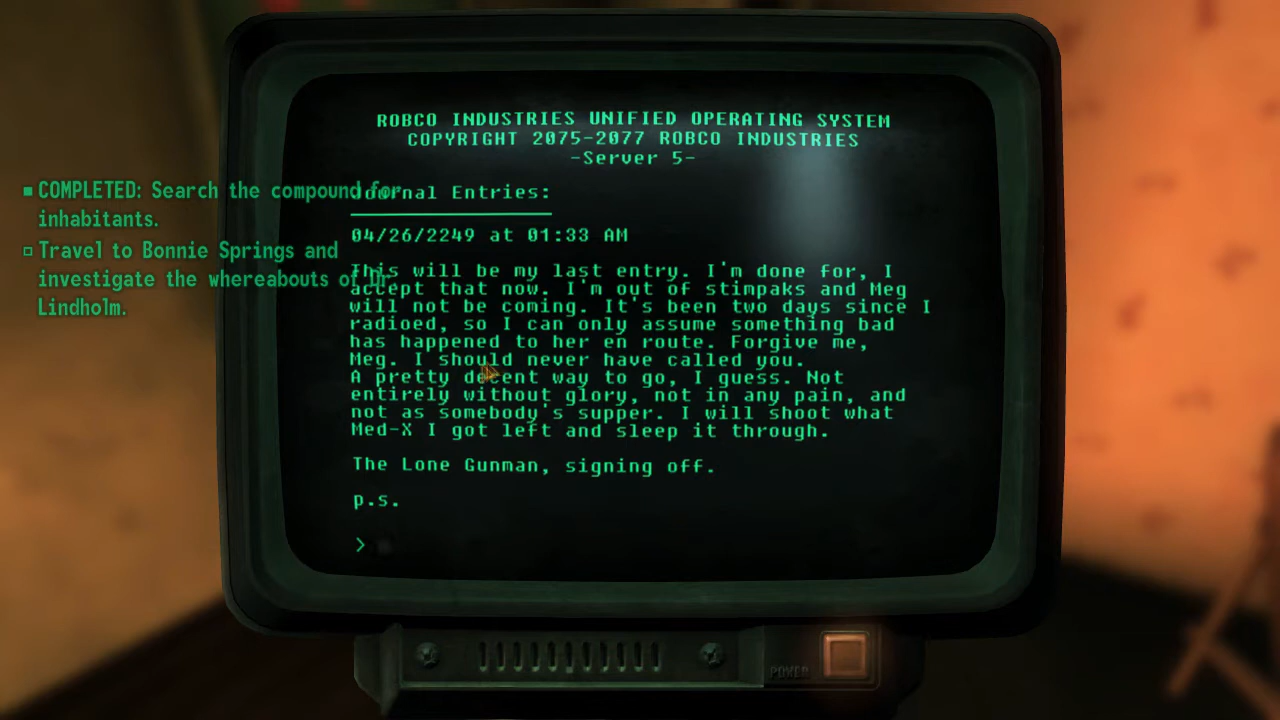 ROBCO INDUSTRIES UNIFIED OPERATING SYSTEM
COPYRIGHT 2075-2077 ROBCO INDUSTRIES
-Server 5-
COMPLETED: Search the compound for
inhabitants.
Travel to Bonnie Springs and
investigate the whereabouts of Dr.
Lindholm.
Journal Entries:
04/26/2249 at 01:33 AM
This will be my last entry. I'm done for, I
accept that now. I'm out of stimpaks and Meg
will not be coming. It's been two days since I
radioed, so I can only assume something bad
has happened to her en route. Forgive me,
Meg. I should never have called you.
A pretty decent way to go, I guess. Not
entirely without glory, not in any pain, and
not as somebody's supper. I will shoot what
Med-X I got left and sleep it through.
The Lone Gunman, signing off.
p.s.
>
POWER